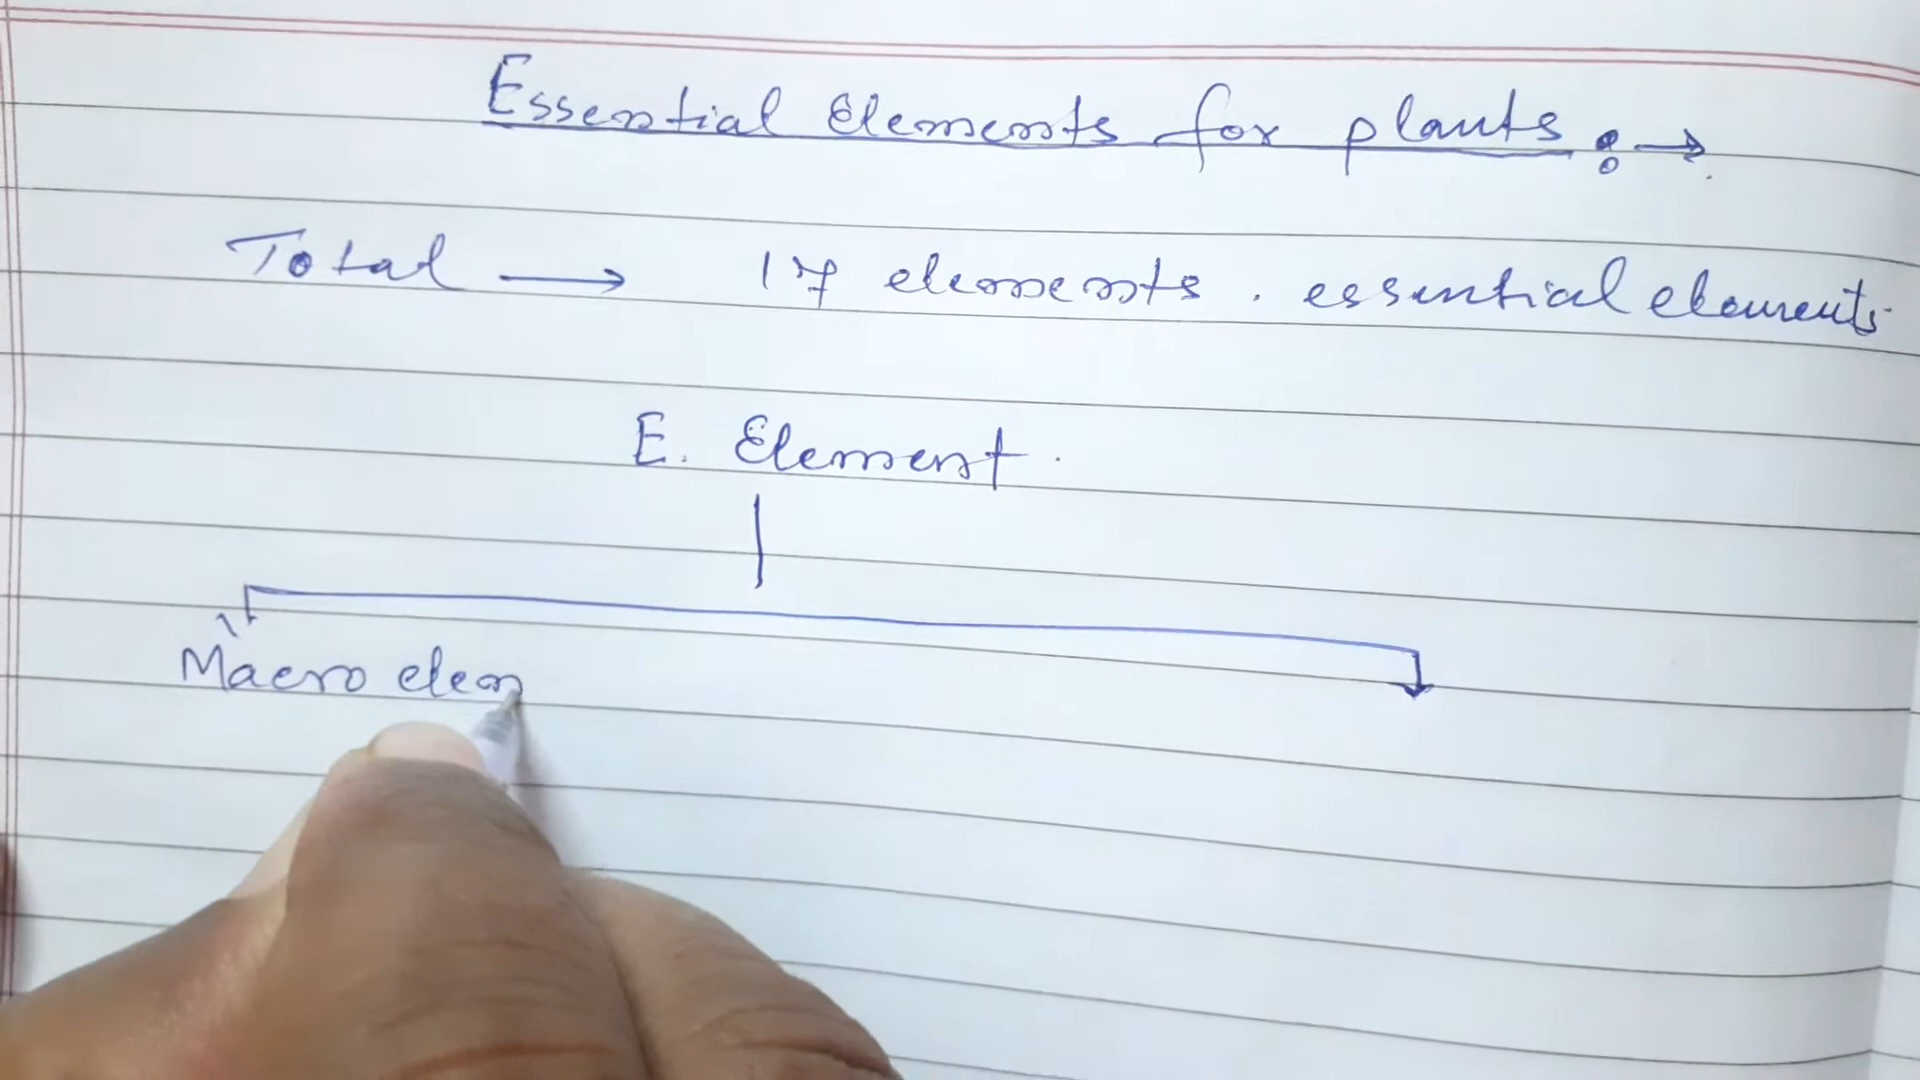 Essential Elements for plants :→
Total → 17 elements . essential elements
E. Element .
Macro elem